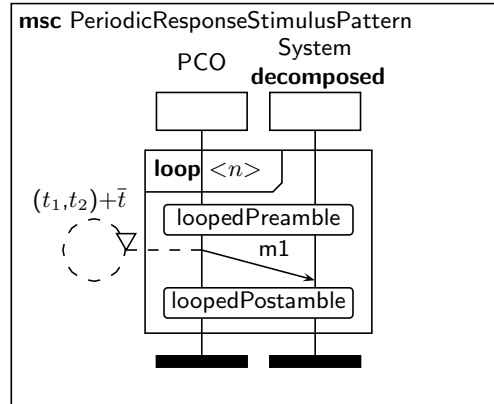 msc PeriodicResponseStimulusPattern
System
PCO
decomposed
loop <n>
(t₁,t₂)+t̄
loopedPreamble
m1
loopedPostamble